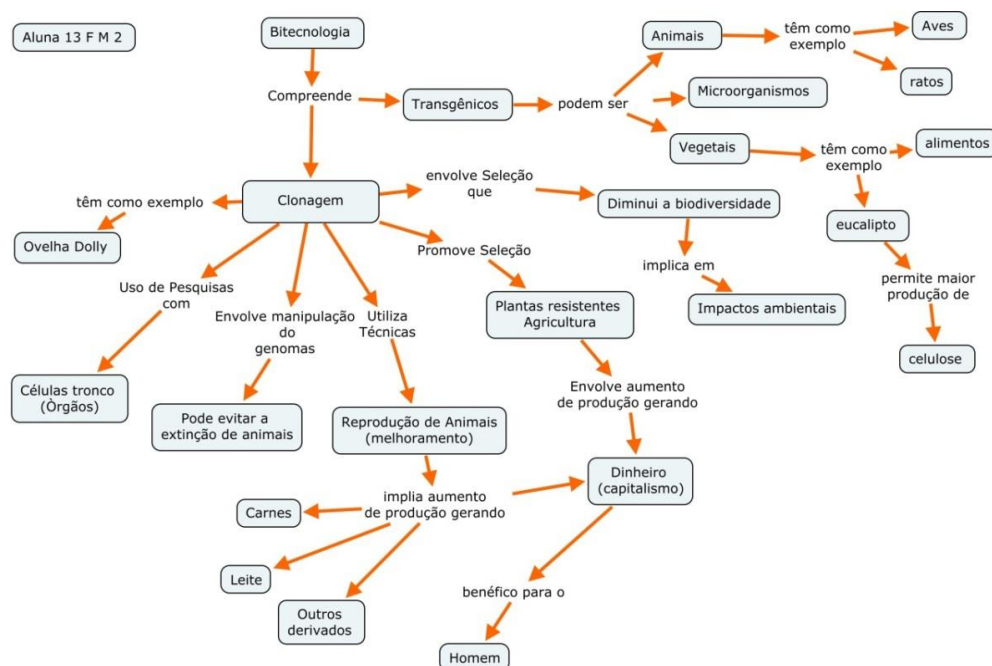 Aluna 13 F M 2
Bitecnologia
Compreende
Transgênicos
podem ser
Animais
têm como
exemplo
Aves
ratos
Microorganismos
Vegetais
têm como
exemplo
alimentos
eucalipto
permite maior
produção de
celulose
Clonagem
têm como exemplo
Ovelha Dolly
envolve Seleção
que
Diminui a biodiversidade
implica em
Impactos ambientais
Promove Seleção
Plantas resistentes
Agricultura
Envolve aumento
de produção gerando
Uso de Pesquisas
com
Células tronco
(Òrgãos)
Envolve manipulação
do
genomas
Pode evitar a
extinção de animais
Utiliza
Técnicas
Reprodução de Animais
(melhoramento)
implia aumento
de produção gerando
Carnes
Leite
Outros
derivados
Dinheiro
(capitalismo)
benéfico para o
Homem